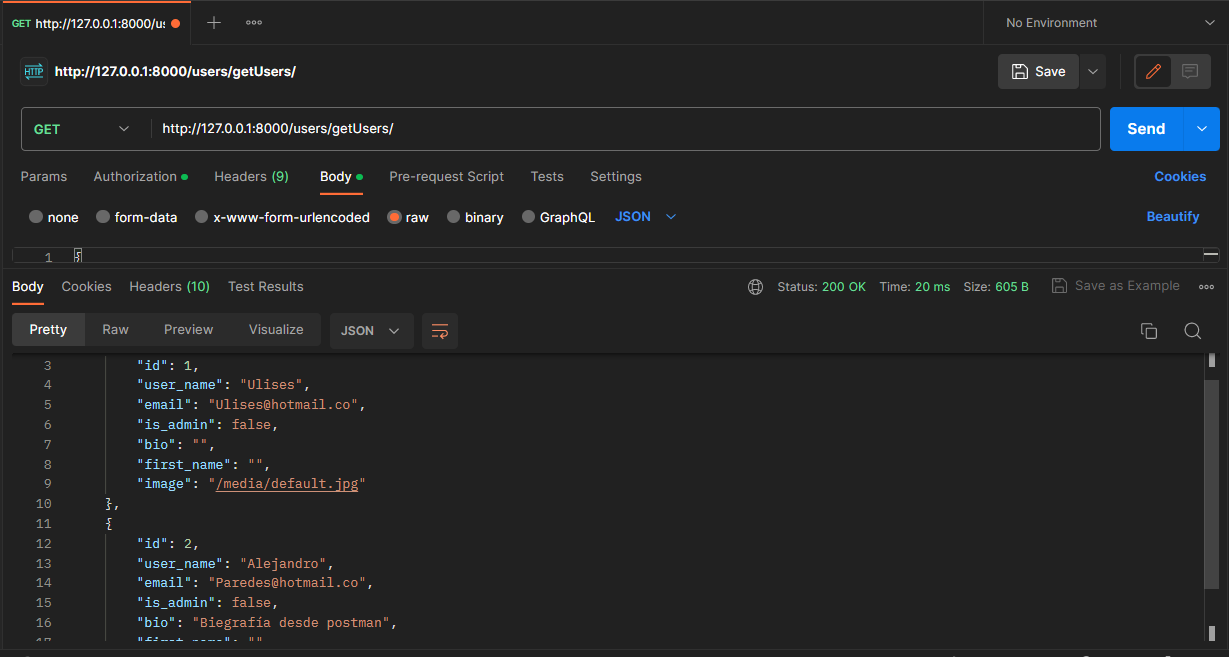 GET http://127.0.0.1:8000/us
No Environment
HTTP http://127.0.0.1:8000/users/getUsers/
Save
GET http://127.0.0.1:8000/users/getUsers/
Send
Params Authorization Headers (9) Body Pre-request Script Tests Settings
Cookies
none form-data x-www-form-urlencoded raw binary GraphQL JSON
Beautify
1 {
Body Cookies Headers (10) Test Results
Status: 200 OK Time: 20 ms Size: 605 B Save as Example
Pretty Raw Preview Visualize JSON
3 "id": 1,
4 "user_name": "Ulises",
5 "email": "Ulises@hotmail.co",
6 "is_admin": false,
7 "bio": "",
8 "first_name": "",
9 "image": "/media/default.jpg"
10 },
11 {
12 "id": 2,
13 "user_name": "Alejandro",
14 "email": "Paredes@hotmail.co",
15 "is_admin": false,
16 "bio": "Biegrafía desde postman",
17 "first_name": ""